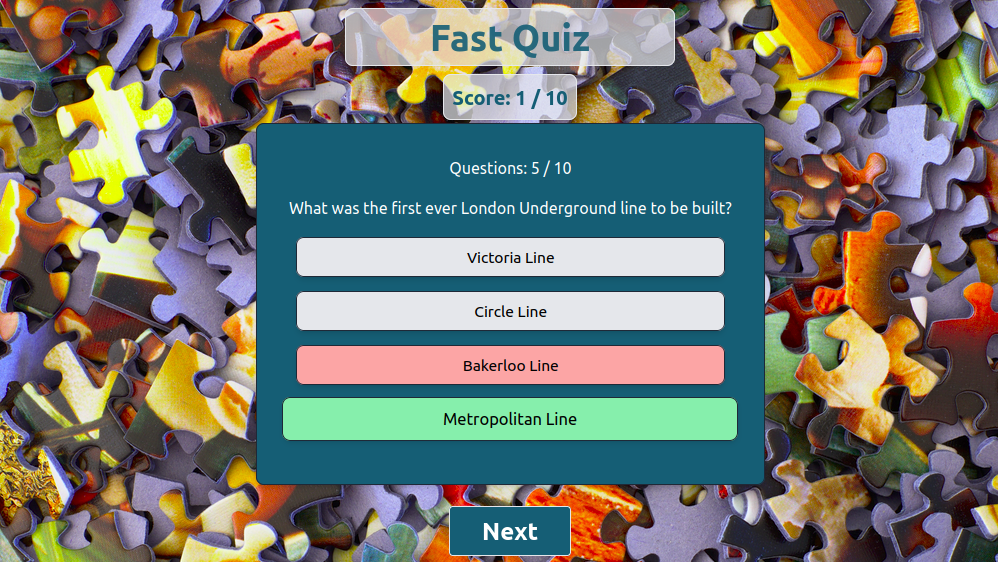 Fast Quiz
Score: 1 / 10
Questions: 5 / 10
What was the first ever London Underground line to be built?
Victoria Line
Circle Line
Bakerloo Line
Metropolitan Line
Next